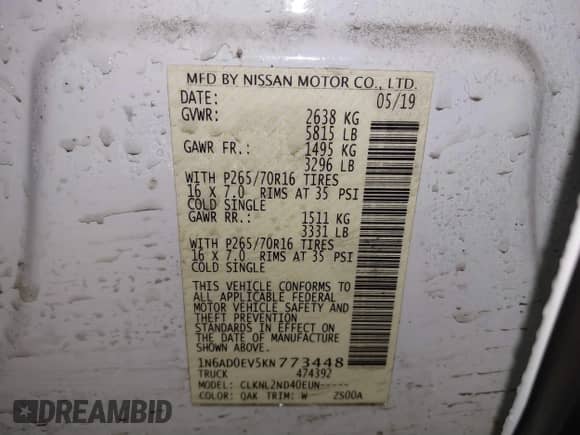 MFD BY NISSAN MOTOR CO., LTD.
DATE: 05/19
GVWR: 2638 KG
5815 LB
GAWR FR.: 1495 KG
3296 LB
WITH P265/70R16 TIRES
16 X 7.0 RIMS AT 35 PSI
COLD SINGLE
GAWR RR.: 1511 KG
3331 LB
WITH P265/70R16 TIRES
16 X 7.0 RIMS AT 35 PSI
COLD SINGLE
THIS VEHICLE CONFORMS TO
ALL APPLICABLE FEDERAL
MOTOR VEHICLE SAFETY AND
THEFT PREVENTION
STANDARDS IN EFFECT ON
THE DATE OF MANUFACTURE
SHOWN ABOVE.
1N6AD0EV5KN773448
TRUCK 474392
MODEL: CLKNL2ND40EUN-----
COLOR: QAK TRIM: W ZS00A
DREAMBID